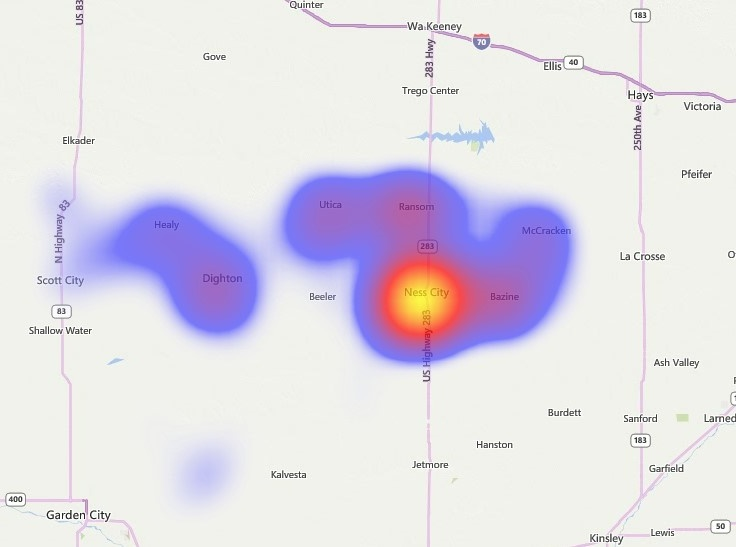 Quinter
US 83
183
Wa Keeney
283 Hwy
70
Gove
Ellis
40
Trego Center
Hays
Victoria
250th Ave
Elkader
Pfeifer
Utica
Ransom
N Highway 83
Healy
McCracken
283
La Crosse
Scott City
Dighton
Beeler
Ness City
Bazine
83
Shallow Water
US Highway 283
Ash Valley
Burdett
Sanford
Larned
183
Hanston
Jetmore
Garfield
Kalvesta
400
Garden City
50
Lewis
Kinsley